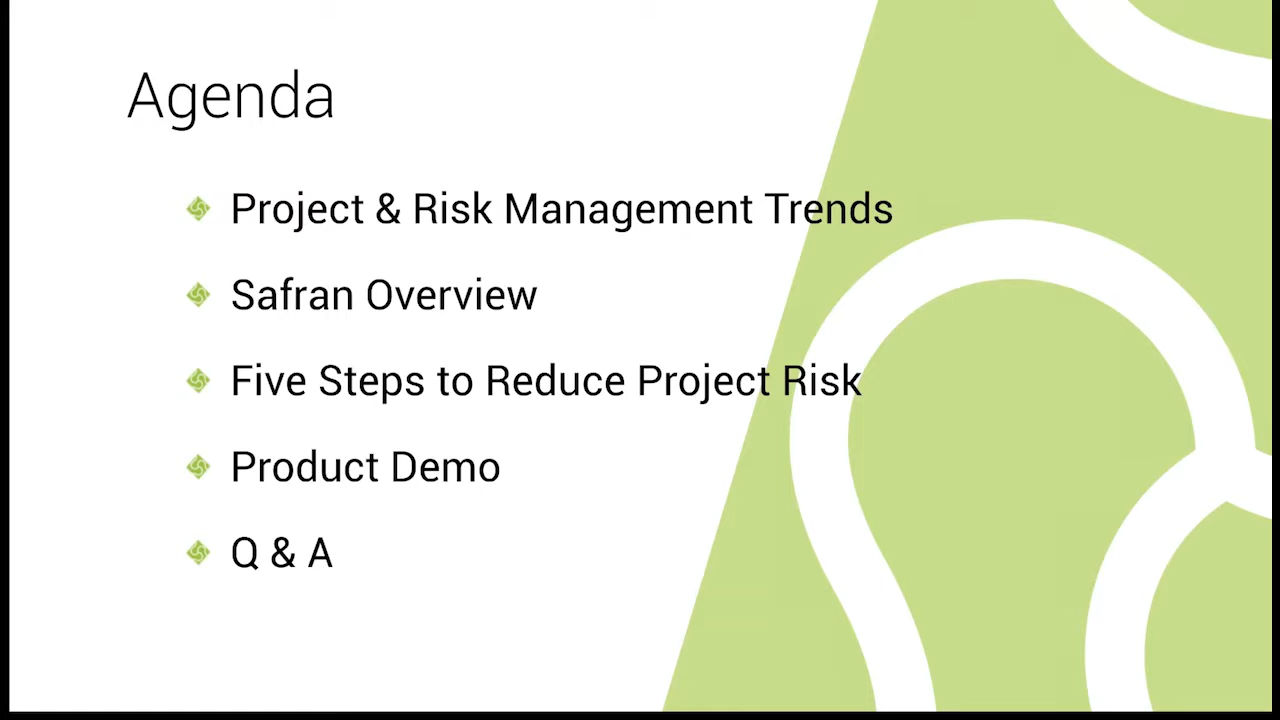 Agenda
Project & Risk Management Trends
Safran Overview
Five Steps to Reduce Project Risk
Product Demo
Q & A